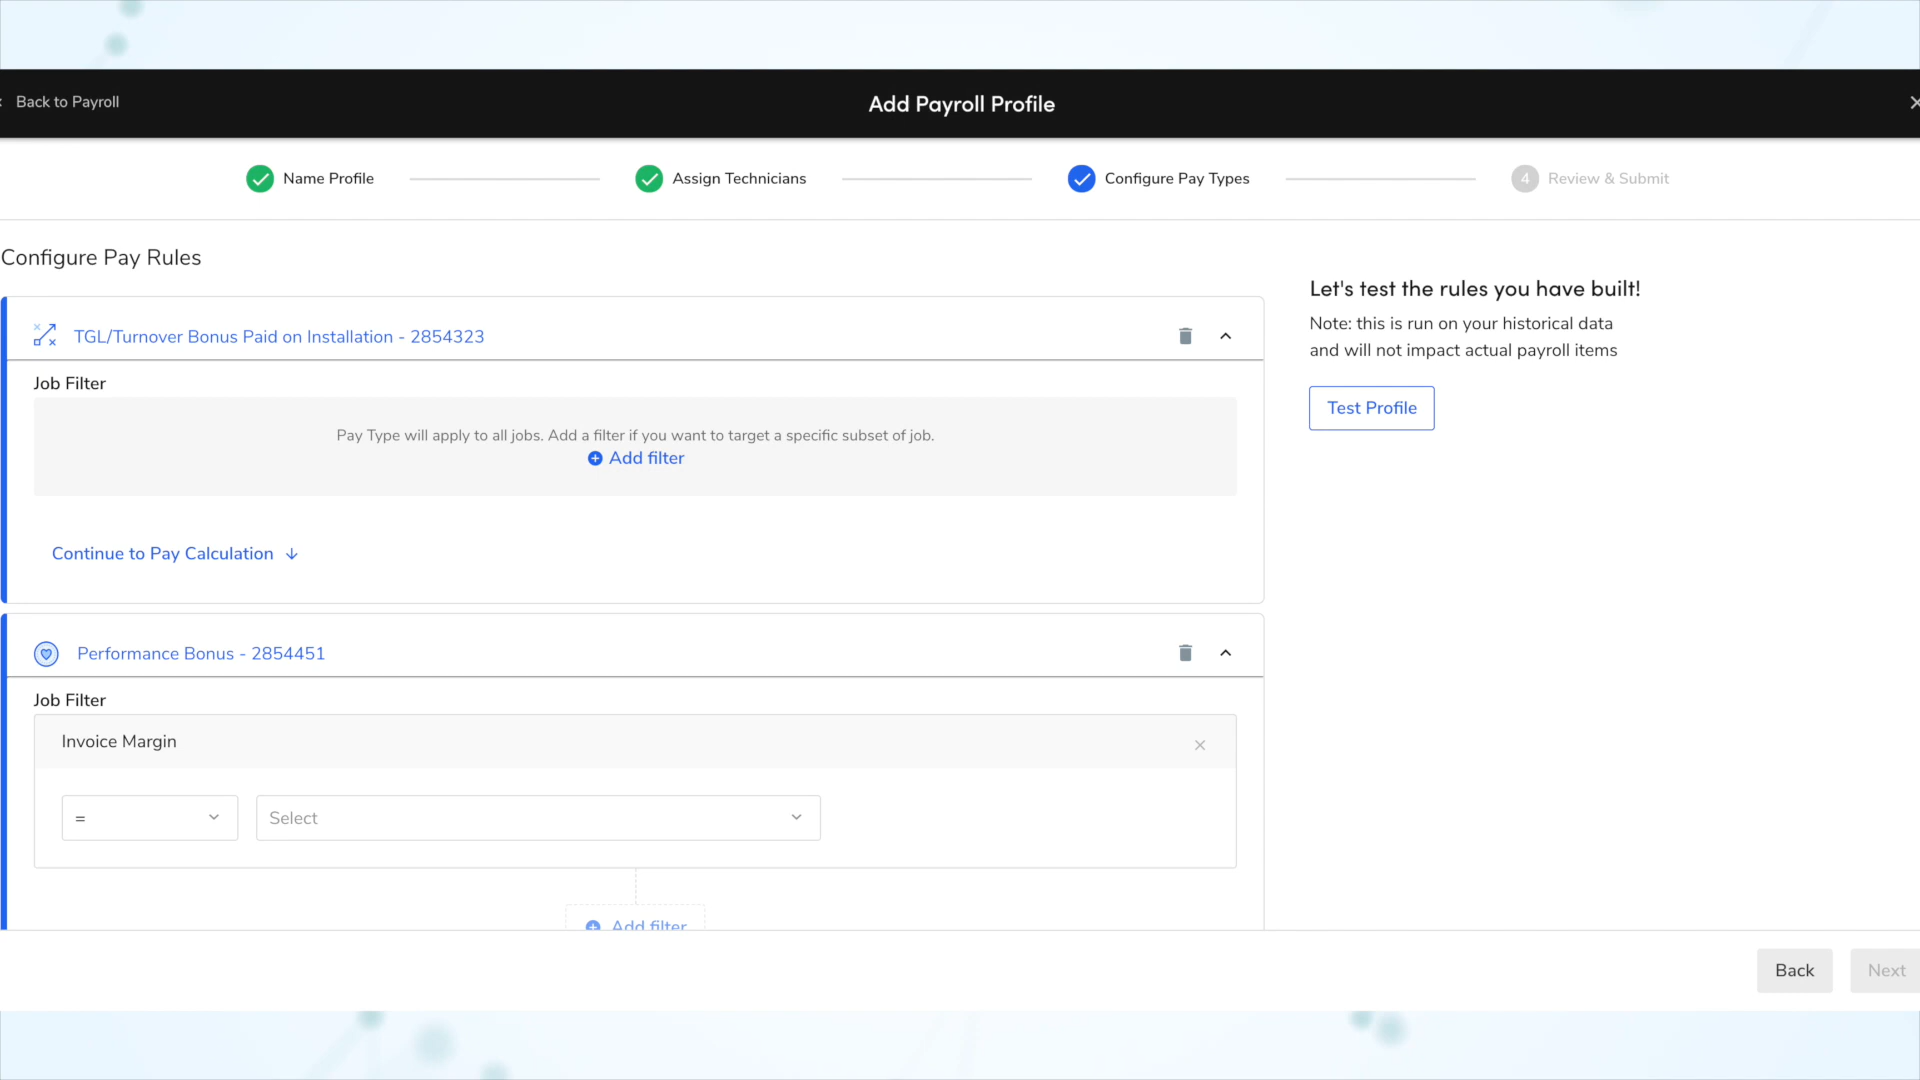 Back to Payroll
Add Payroll Profile
Name Profile
Assign Technicians
Configure Pay Types
4 Review & Submit
Configure Pay Rules
TGL/Turnover Bonus Paid on Installation - 2854323
Job Filter
Pay Type will apply to all jobs. Add a filter if you want to target a specific subset of job.
Add filter
Continue to Pay Calculation
Performance Bonus - 2854451
Job Filter
Invoice Margin
= Select
Add filter
Let's test the rules you have built!
Note: this is run on your historical data
and will not impact actual payroll items
Test Profile
Back Next